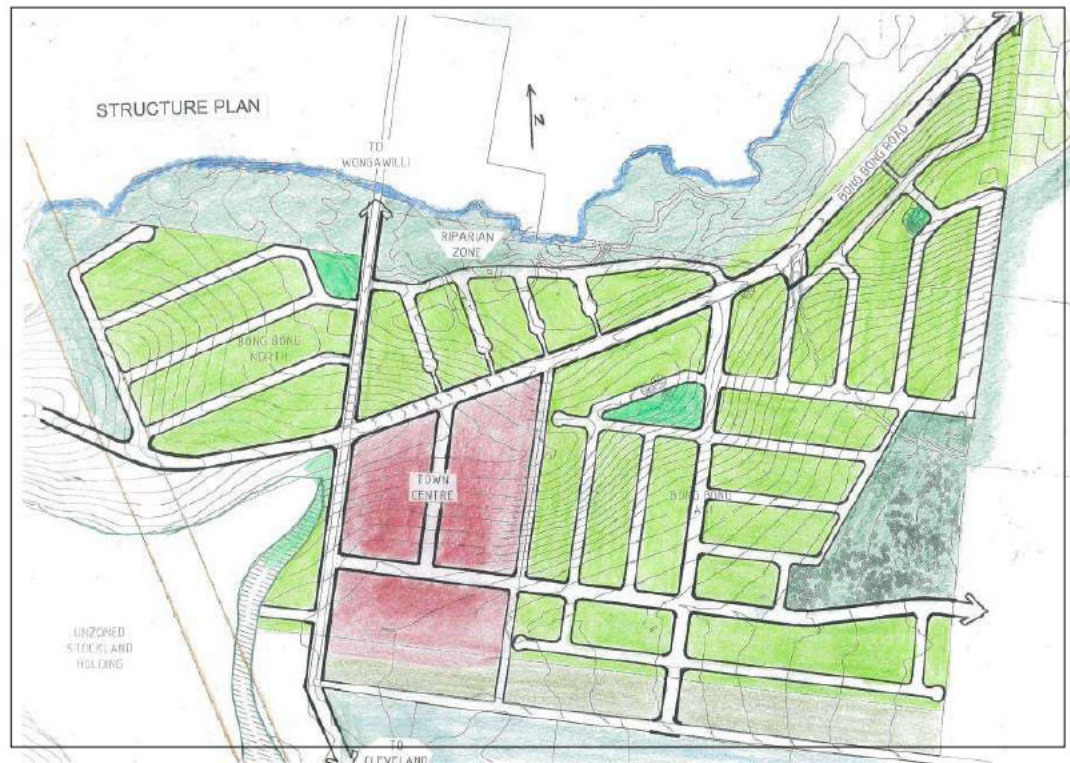 STRUCTURE PLAN
N
TO
WONGAWILLI
BONG BONG ROAD
RIPARIAN
ZONE
BONG BONG
NORTH
TOWN
CENTRE
BONG BONG
UNZONED
STOCKLAND
HOLDING
TO
CLEVELAND